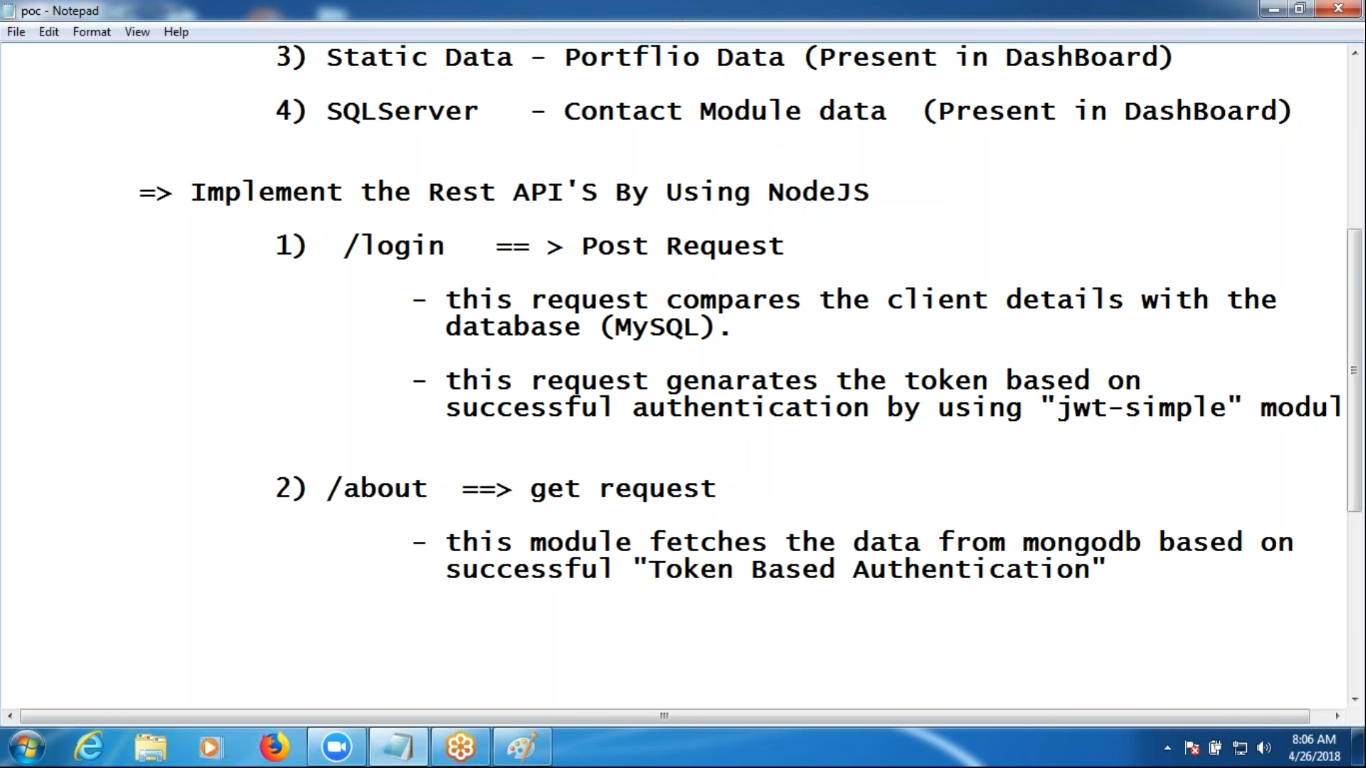 poc - Notepad
File Edit Format View Help
3) Static Data - Portflio Data (Present in DashBoard)
4) SQLServer - Contact Module data (Present in DashBoard)
=> Implement the Rest API'S By Using NodeJS
1) /login == > Post Request
- this request compares the client details with the
database (MySQL).
- this request genarates the token based on
successful authentication by using "jwt-simple" modul
2) /about ==> get request
- this module fetches the data from mongodb based on
successful "Token Based Authentication"
8:06 AM
4/26/2018